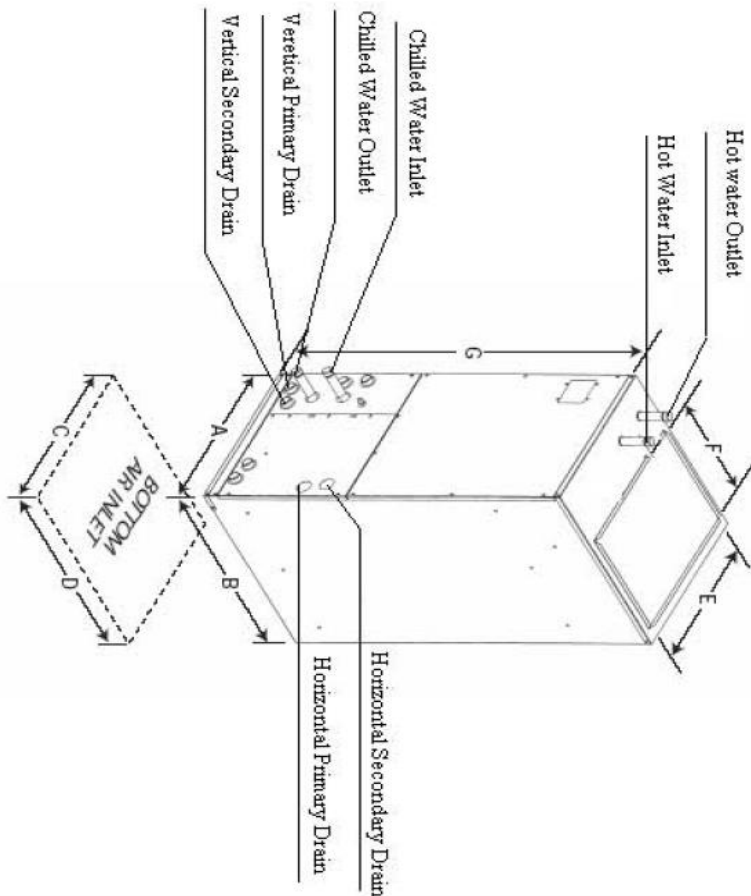 Vertical Secondary Drain
Veretical Primary Drain
Chilled Water Outlet
Chilled Water Inlet
Hot Water Inlet
Hot water Outlet
G
F
E
A
B
C
D
BOTTOM
AIR INLET
Horizontal Primary Drain
Horizontal Secondary Drain